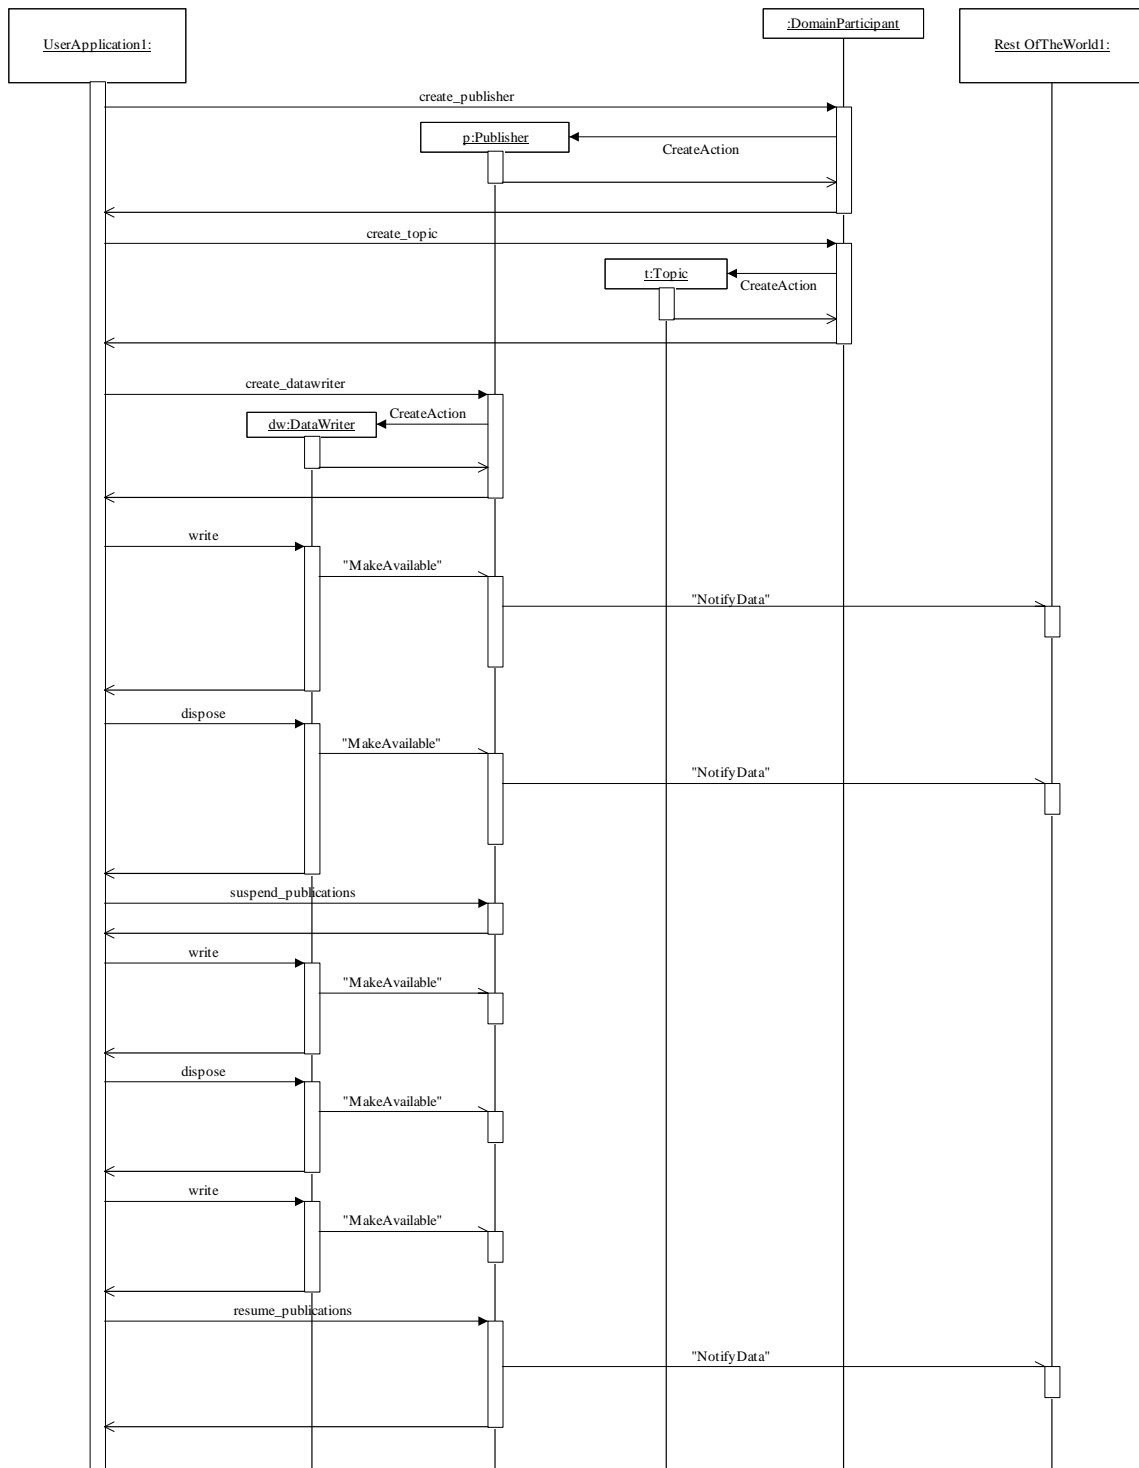 :DomainParticipant
UserApplication1:
Rest OfTheWorld1:
create_publisher
p:Publisher
CreateAction
create_topic
t:Topic
CreateAction
create_datawriter
CreateAction
dw:DataWriter
write
"MakeAvailable"
"NotifyData"
dispose
"MakeAvailable"
"NotifyData"
suspend_publications
write
"MakeAvailable"
dispose
"MakeAvailable"
write
"MakeAvailable"
resume_publications
"NotifyData"